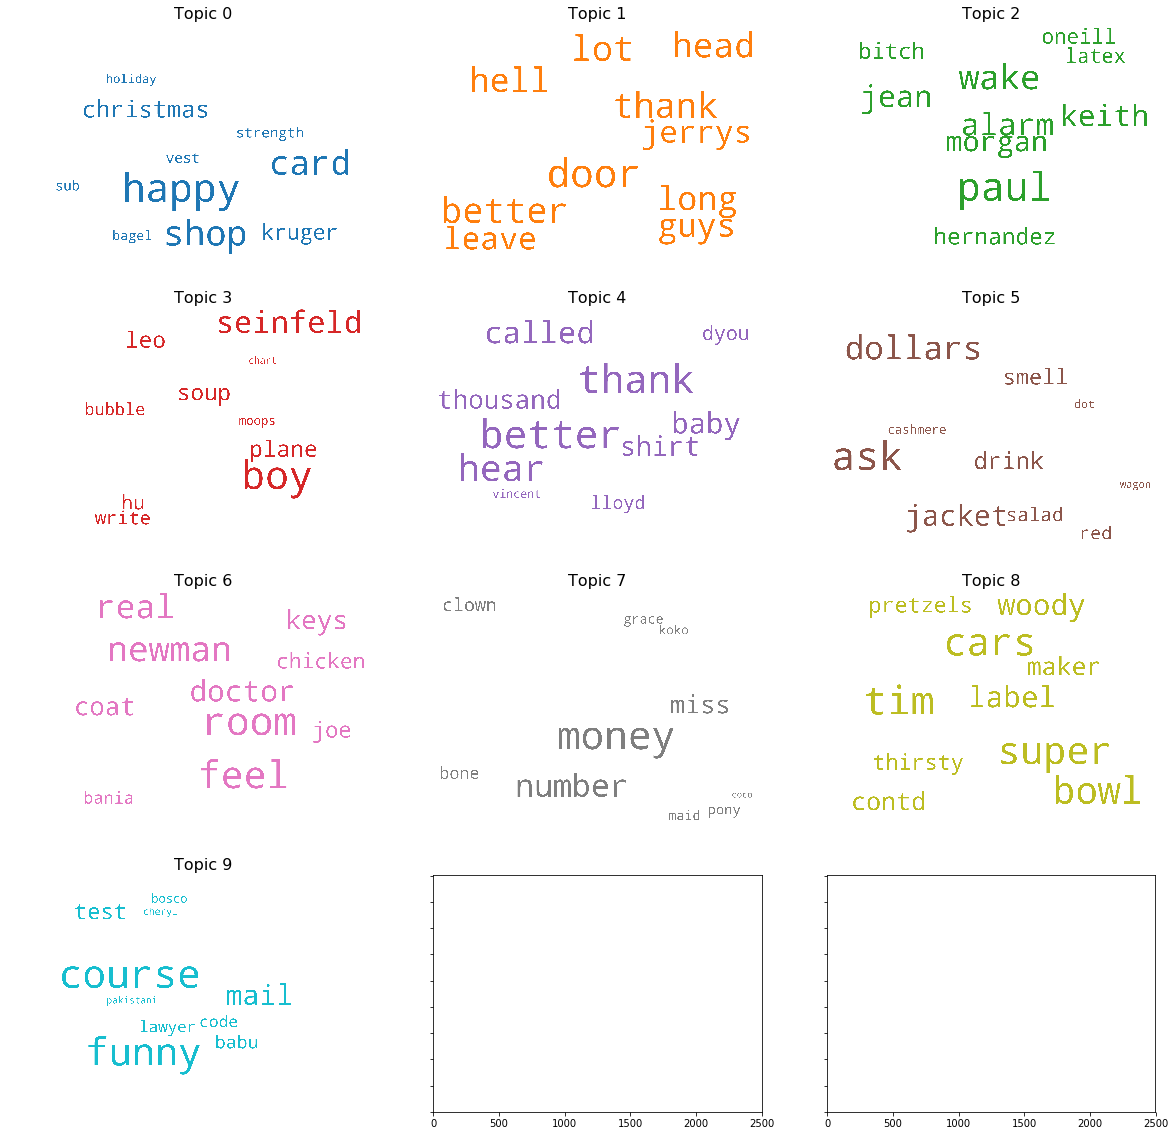 Topic 0
holiday
christmas
strength
vest
card
sub
happy
bagel
shop
kruger
Topic 1
lot
head
hell
thank
jerrys
door
long
better
guys
leave
Topic 2
oneill
bitch
latex
wake
jean
keith
alarm
morgan
paul
hernandez
Topic 3
seinfeld
leo
chart
soup
bubble
moops
plane
boy
hu
write
Topic 4
called
dyou
thank
thousand
baby
better
shirt
hear
vincent
lloyd
Topic 5
dollars
smell
dot
cashmere
ask
drink
wagon
jacket
salad
red
Topic 6
real
keys
newman
chicken
doctor
coat
room
joe
feel
bania
Topic 7
clown
grace
koko
miss
money
bone
number
coco
pony
maid
Topic 8
pretzels
woody
cars
maker
tim
label
super
thirsty
bowl
contd
Topic 9
bosco
test
cheryl
course
mail
pakistani
code
lawyer
babu
funny
0 500 1000 1500 2000 2500
0 500 1000 1500 2000 2500